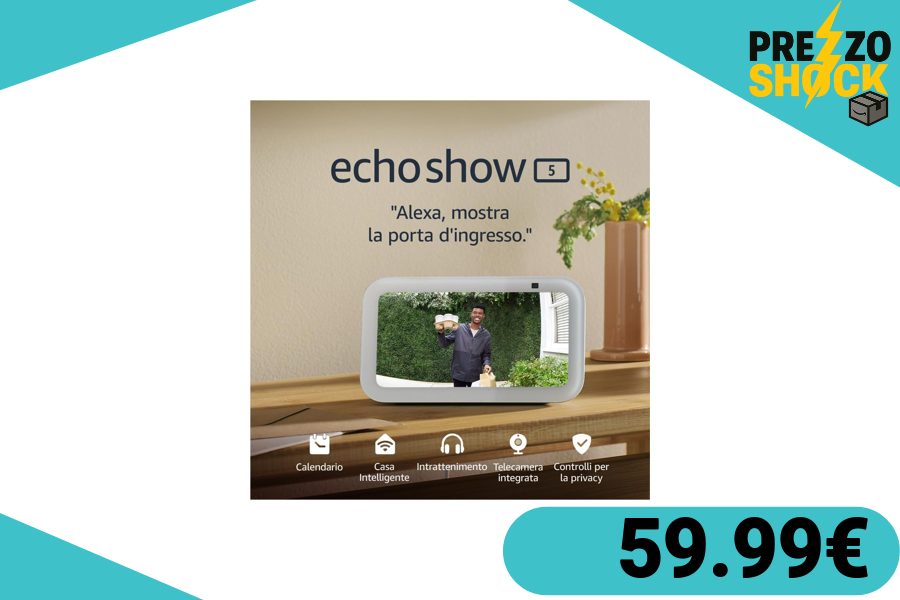 PREZZO
SHOCK
echo show 5
"Alexa, mostra
la porta d'ingresso."
Calendario
Casa
Intelligente
Intrattenimento
Telecamera
integrata
Controlli per
la privacy
59.99€